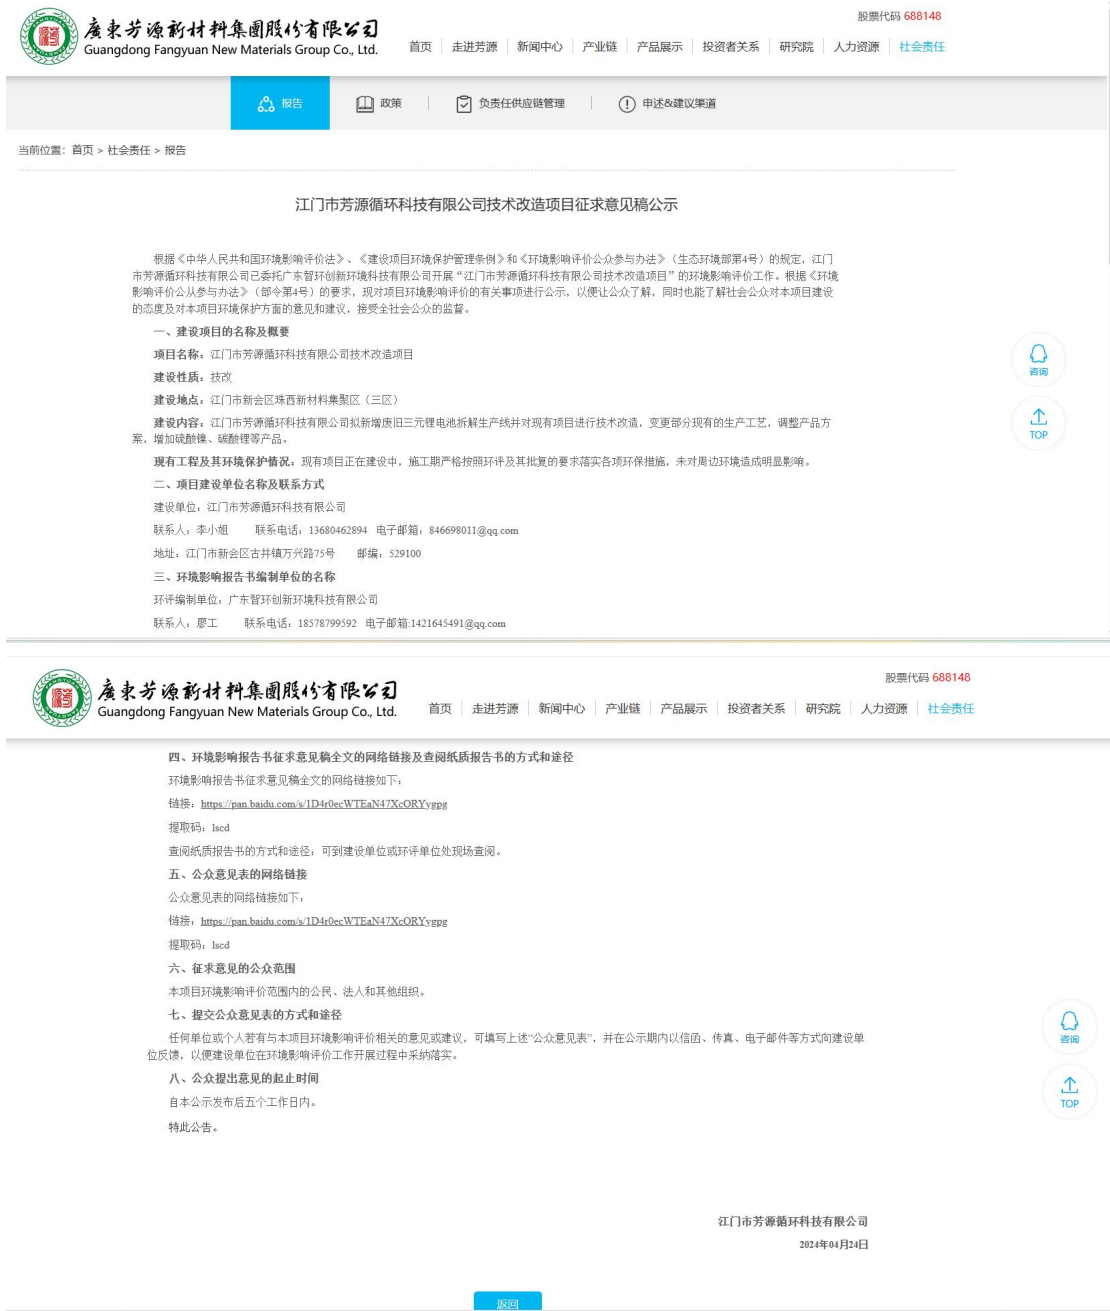 股票代码 688148
廣東芳源新材料集團股份有限公司
Guangdong Fangyuan New Materials Group Co., Ltd.
首页 走进芳源 新闻中心 产业链 产品展示 投资者关系 研究院 人力资源 社会责任
报告 政策 负责任供应链管理 申述&建议渠道
当前位置：首页 > 社会责任 > 报告
江门市芳源循环科技有限公司技术改造项目征求意见稿公示
根据《中华人民共和国环境影响评价法》、《建设项目环境保护管理条例》和《环境影响评价公众参与办法》（生态环境部第4号）的规定，江门
市芳源循环科技有限公司已委托广东智环创新环境科技有限公司开展“江门市芳源循环科技有限公司技术改造项目”的环境影响评价工作。根据《环境
影响评价公从参与办法》（部令第4号）的要求，现对项目环境影响评价的有关事项进行公示，以便让公众了解，同时也能了解社会公众对本项目建设
的态度及对本项目环境保护方面的意见和建议，接受全社会公众的监督。
一、建设项目的名称及概要
项目名称：江门市芳源循环科技有限公司技术改造项目
建设性质：技改
建设地点：江门市新会区珠西新材料集聚区（三区）
建设内容：江门市芳源循环科技有限公司拟新增废旧三元锂电池拆解生产线并对现有项目进行技术改造，变更部分现有的生产工艺，调整产品方
案，增加硫酸镍、碳酸锂等产品。
现有工程及其环境保护情况：现有项目正在建设中，施工期严格按照环评及其批复的要求落实各项环保措施，未对周边环境造成明显影响。
二、项目建设单位名称及联系方式
建设单位：江门市芳源循环科技有限公司
联系人：李小姐 联系电话：13680462894 电子邮箱：846698011@qq.com
地址：江门市新会区古井镇万兴路75号 邮编：529100
三、环境影响报告书编制单位的名称
环评编制单位：广东智环创新环境科技有限公司
联系人：廖工 联系电话：18578799592 电子邮箱:1421645491@qq.com
咨询
TOP
股票代码 688148
廣東芳源新材料集團股份有限公司
Guangdong Fangyuan New Materials Group Co., Ltd.
首页 走进芳源 新闻中心 产业链 产品展示 投资者关系 研究院 人力资源 社会责任
四、环境影响报告书征求意见稿全文的网络链接及查阅纸质报告书的方式和途径
环境影响报告书征求意见稿全文的网络链接如下：
链接：https://pan.baidu.com/s/1D4r0ecWTEaN47XcORYvgpg
提取码：lscd
查阅纸质报告书的方式和途径：可到建设单位或环评单位处现场查阅。
五、公众意见表的网络链接
公众意见表的网络链接如下：
链接：https://pan.baidu.com/s/1D4r0ecWTEaN47XcORYvgpg
提取码：lscd
六、征求意见的公众范围
本项目环境影响评价范围内的公民、法人和其他组织。
七、提交公众意见表的方式和途径
任何单位或个人若有与本项目环境影响评价相关的意见或建议，可填写上述“公众意见表”，并在公示期内以信函、传真、电子邮件等方式向建设单
位反馈，以便建设单位在环境影响评价工作开展过程中采纳落实。
八、公众提出意见的起止时间
自本公示发布后五个工作日内。
特此公告。
咨询
TOP
江门市芳源循环科技有限公司
2024年04月24日
返回